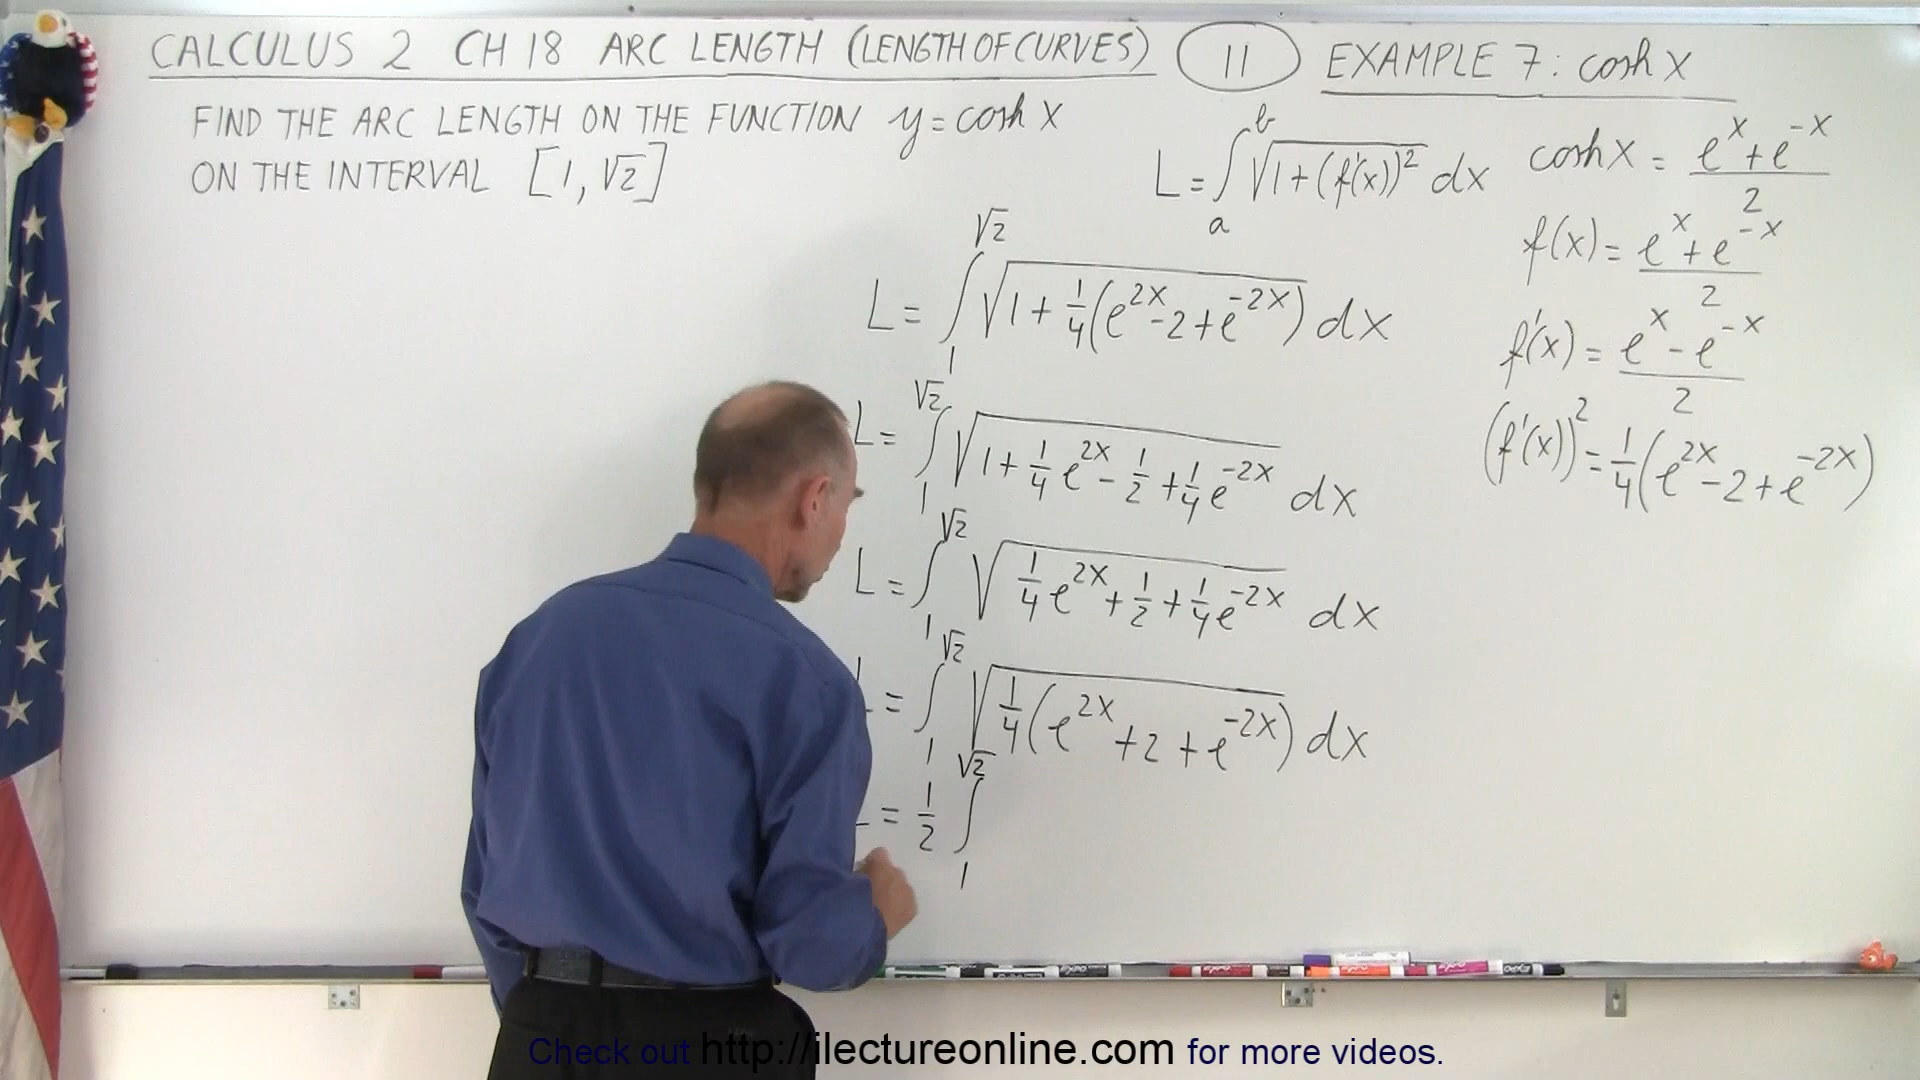 CALCULUS 2 CH 18 ARC LENGTH (LENGTH OF CURVES) 11 EXAMPLE 7: cosh x
FIND THE ARC LENGTH ON THE FUNCTION y = cosh x
ON THE INTERVAL [1, √2]
L = ∫_a^b √(1 + (f'(x))²) dx
cosh x = (e^x + e^-x)/2
f(x) = (e^x + e^-x)/2
f'(x) = (e^x - e^-x)/2
(f'(x))² = 1/4 (e^2x - 2 + e^-2x)
L = ∫_1^√2 √(1 + 1/4 (e^2x - 2 + e^-2x)) dx
L = ∫_1^√2 √(1 + 1/4 e^2x - 1/2 + 1/4 e^-2x) dx
L = ∫_1^√2 √(1/4 e^2x + 1/2 + 1/4 e^-2x) dx
L = ∫_1^√2 √(1/4 (e^2x + 2 + e^-2x)) dx
L = 1/2 ∫_1^√2
Check out http://ilectureonline.com for more videos.